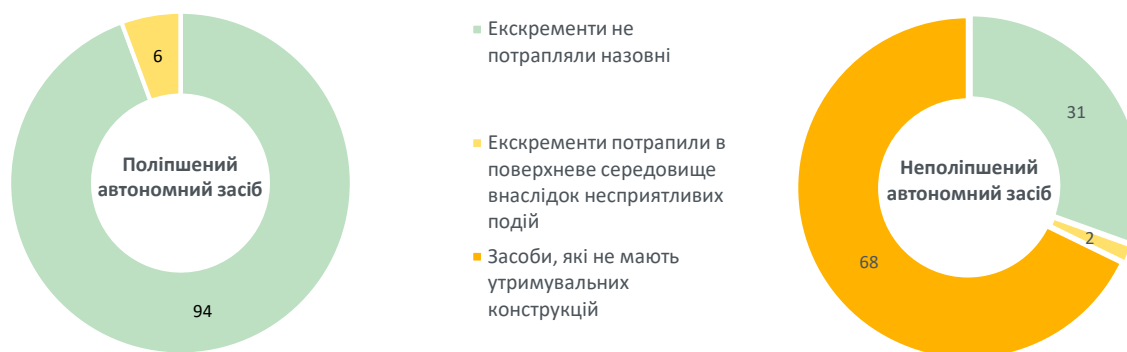 6
Поліпшений
автономний засіб
94
Екскременти не
потрапляли назовні
Екскременти потрапили в
поверхневе середовище
внаслідок несприятливих
подій
Засоби, які не мають
утримувальних
конструкцій
31
Неполіпшений
автономний засіб
2
68